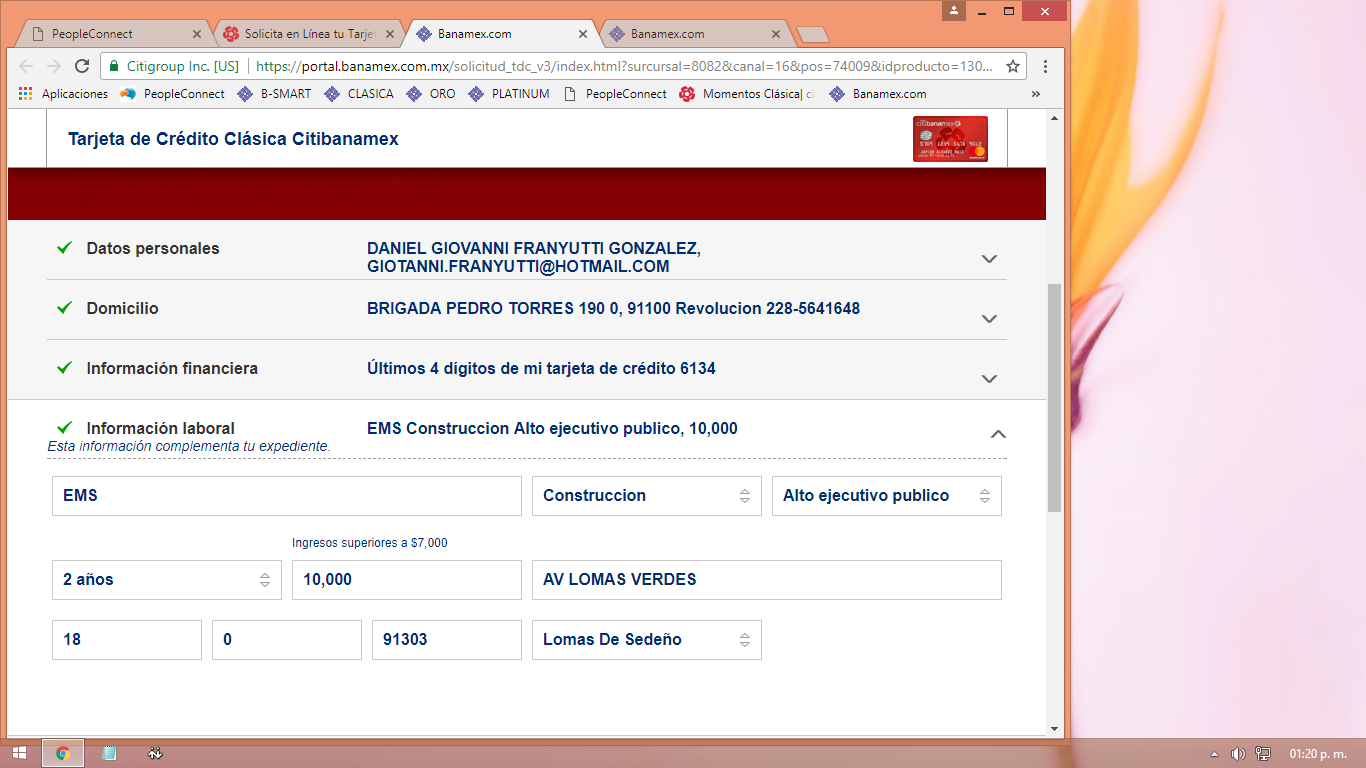 PeopleConnect
Solicita en Línea tu Tarjet
Banamex.com
Banamex.com
Citigroup Inc. [US]
https://portal.banamex.com.mx/solicitud_tdc_v3/index.html?surcursal=8082&canal=16&pos=74009&idproducto=130...
Aplicaciones PeopleConnect B-SMART CLASICA ORO PLATINUM PeopleConnect Momentos Clásica| ci Banamex.com »
Tarjeta de Crédito Clásica Citibanamex
citibanamex
Datos personales DANIEL GIOVANNI FRANYUTTI GONZALEZ,
GIOTANNI.FRANYUTTI@HOTMAIL.COM
Domicilio BRIGADA PEDRO TORRES 190 0, 91100 Revolucion 228-5641648
Información financiera Últimos 4 dígitos de mi tarjeta de crédito 6134
Información laboral EMS Construccion Alto ejecutivo publico, 10,000
Esta información complementa tu expediente.
EMS Construccion Alto ejecutivo publico
Ingresos superiores a $7,000
2 años 10,000 AV LOMAS VERDES
18 0 91303 Lomas De Sedeño
01:20 p. m.